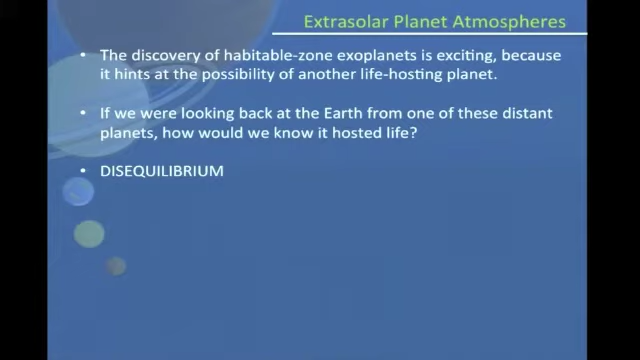 Extrasolar Planet Atmospheres
• The discovery of habitable-zone exoplanets is exciting, because
it hints at the possibility of another life-hosting planet.
• If we were looking back at the Earth from one of these distant
planets, how would we know it hosted life?
• DISEQUILIBRIUM